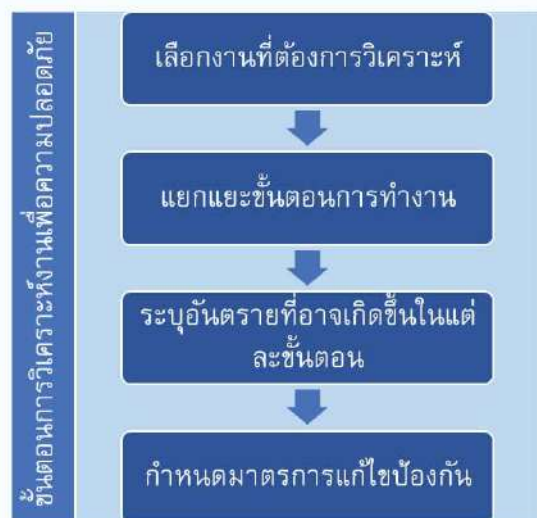 ขั้นตอนการวิเคราะห์งานเพื่อความปลอดภัย
เลือกงานที่ต้องการวิเคราะห์
แยกแยะขั้นตอนการทำงาน
ระบุอันตรายที่อาจเกิดขึ้นในแต่
ละขั้นตอน
กำหนดมาตรการแก้ไขป้องกัน